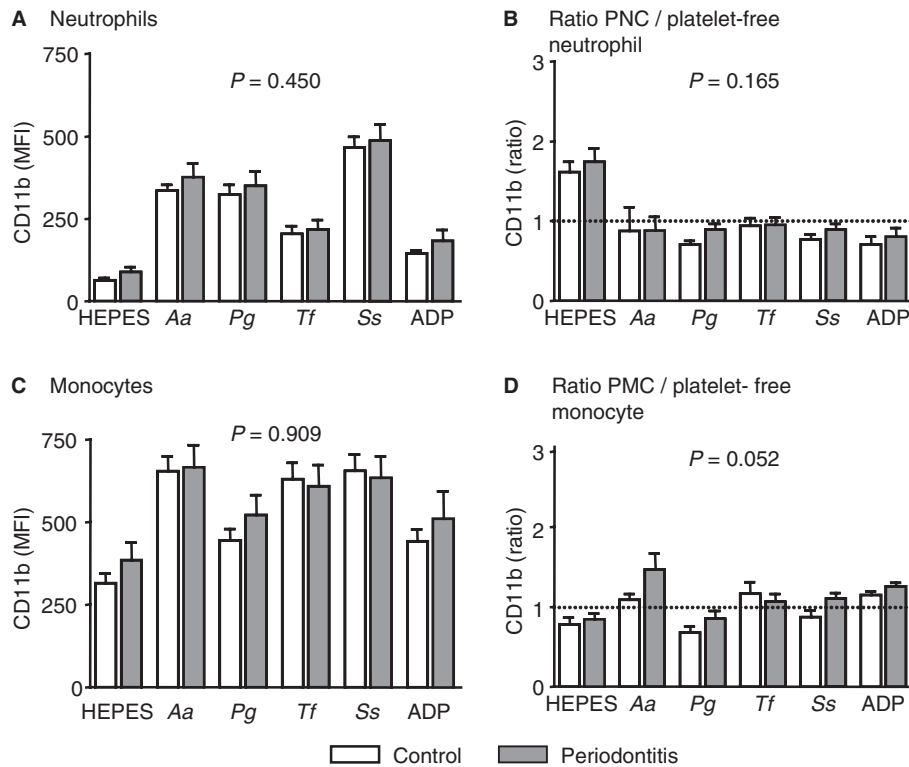 A Neutrophils
750
500
250
0
CD11b (MFI)
P = 0.450
HEPES Aa Pg Tf Ss ADP
B Ratio PNC / platelet-free
neutrophil
3
2
1
0
CD11b (ratio)
P = 0.165
HEPES Aa Pg Tf Ss ADP
C Monocytes
750
500
250
0
CD11b (MFI)
P = 0.909
HEPES Aa Pg Tf Ss ADP
D Ratio PMC / platelet- free
monocyte
3
2
1
0
CD11b (ratio)
P = 0.052
HEPES Aa Pg Tf Ss ADP
Control Periodontitis